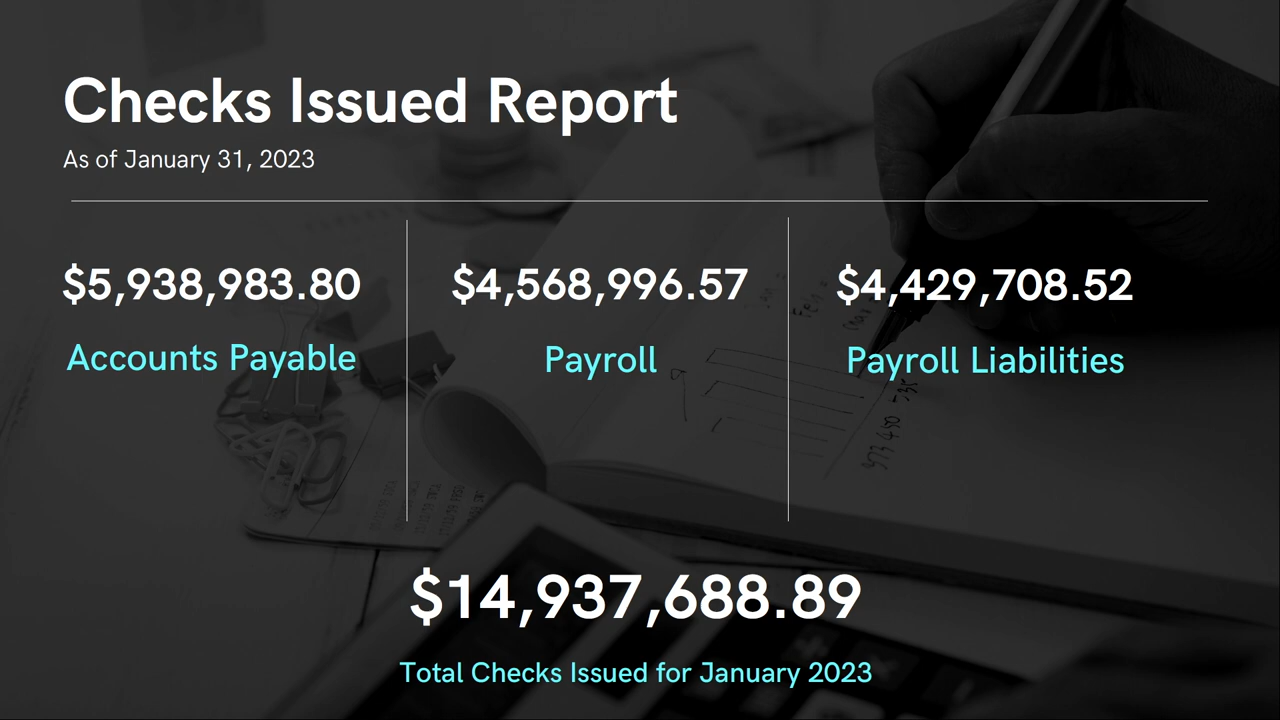 Checks Issued Report
As of January 31, 2023
$5,938,983.80
Accounts Payable
$4,568,996.57
Payroll
$4,429,708.52
Payroll Liabilities
$14,937,688.89
Total Checks Issued for January 2023